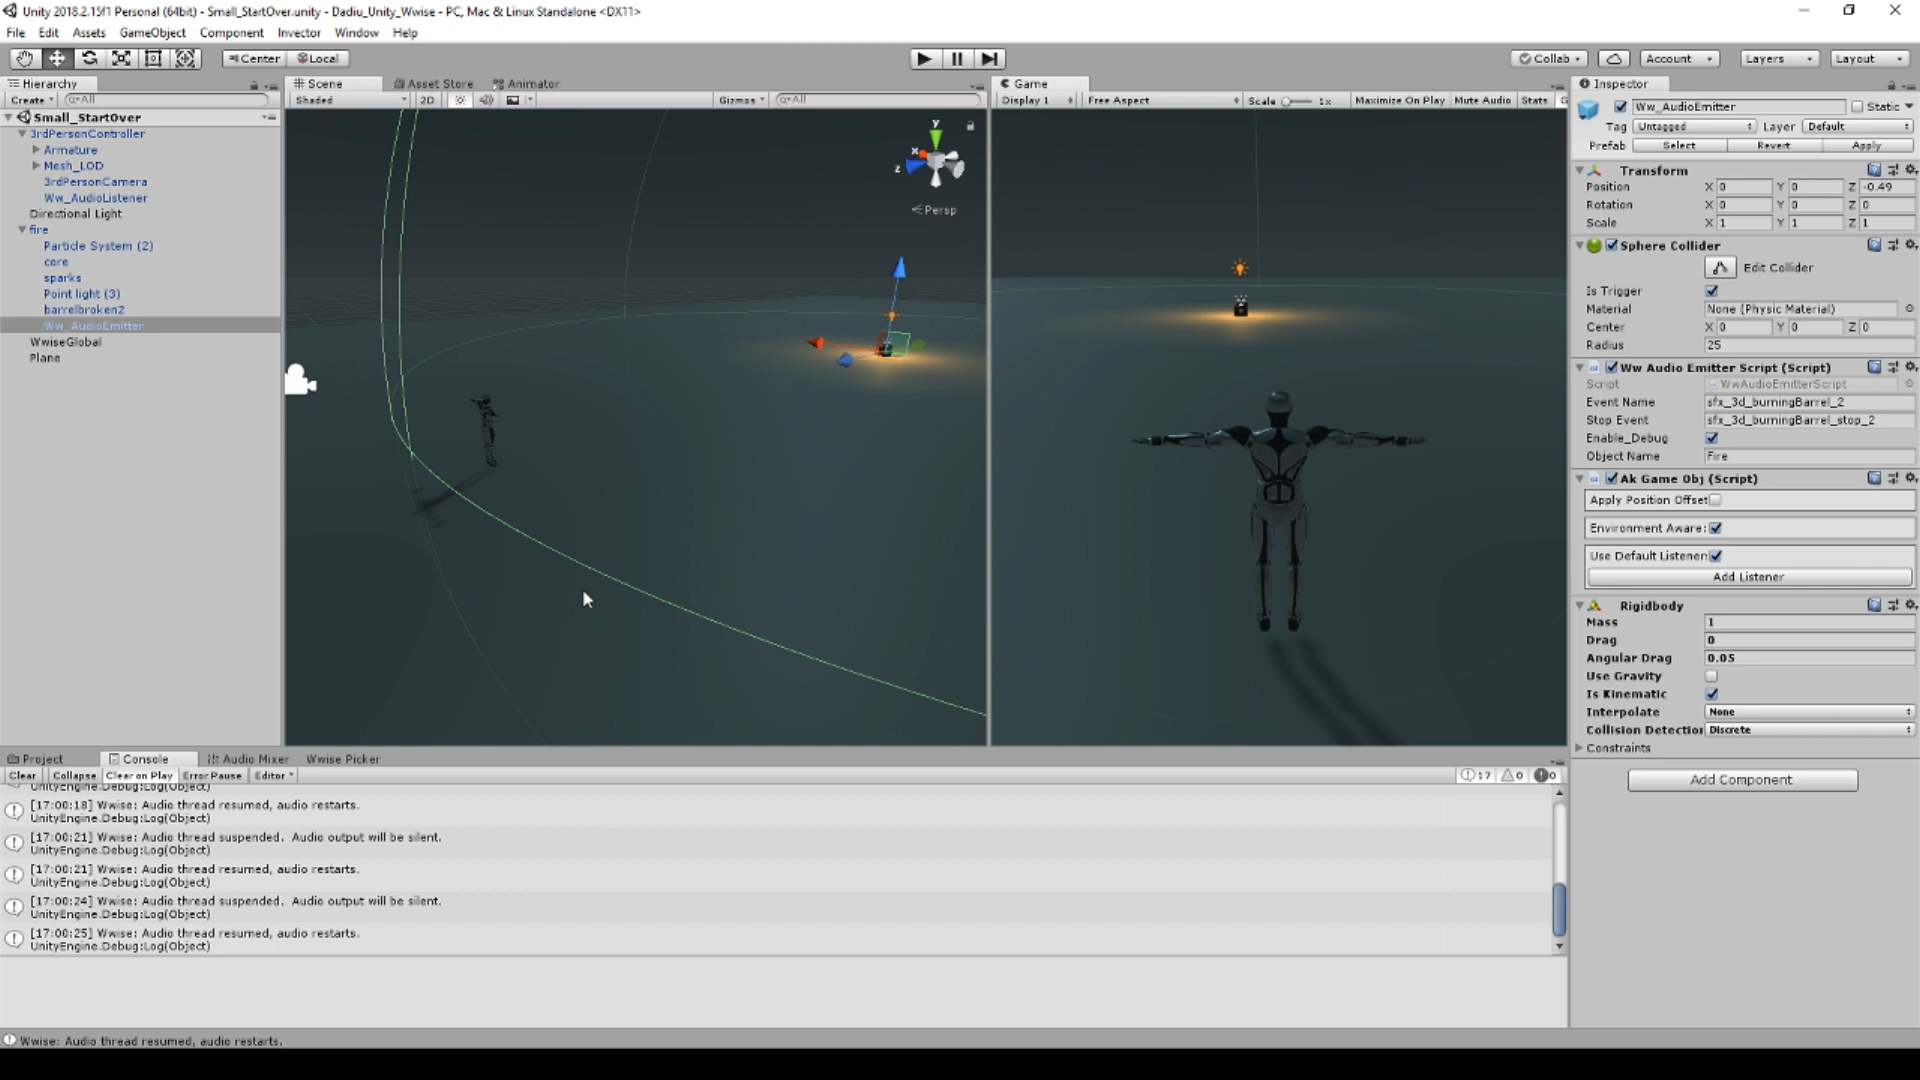 Unity 2018.2.15f1 Personal (64bit) - Small_StartOver.unity - Dadiu_Unity_Wwise - PC, Mac & Linux Standalone <DX11>
File Edit Assets GameObject Component Invector Window Help
Center Local Collab Account Layers Layout
Hierarchy
Create All
Small_StartOver
3rdPersonController
Armature
Mesh_LOD
3rdPersonCamera
Ww_AudioListener
Directional Light
fire
Particle System (2)
core
sparks
Point light (3)
barrelbroken2
Ww_AudioEmitter
WwiseGlobal
Plane
Scene Asset Store Animator
Shaded 2D Gizmos All
y
x
z
Persp
Game
Display 1 Free Aspect Scale 1x Maximize On Play Mute Audio Stats G
Inspector
Ww_AudioEmitter Static
Tag Untagged Layer Default
Prefab Select Revert Apply
Transform
Position X 0 Y 0 Z -0.49
Rotation X 0 Y 0 Z 0
Scale X 1 Y 1 Z 1
Sphere Collider
Edit Collider
Is Trigger
Material None (Physic Material)
Center X 0 Y 0 Z 0
Radius 25
Ww Audio Emitter Script (Script)
Script WwAudioEmitterScript
Event Name sfx_3d_burningBarrel_2
Stop Event sfx_3d_burningBarrel_stop_2
Enable_Debug
Object Name Fire
Ak Game Obj (Script)
Apply Position Offset
Environment Aware:
Use Default Listener:
Add Listener
Rigidbody
Mass 1
Drag 0
Angular Drag 0.05
Use Gravity
Is Kinematic
Interpolate None
Collision Detection Discrete
Constraints
Add Component
Project Console Audio Mixer Wwise Picker
Clear Collapse Clear on Play Error Pause Editor 17 0 0
UnityEngine.Debug:Log(Object)
[17:00:18] Wwise: Audio thread resumed, audio restarts.
UnityEngine.Debug:Log(Object)
[17:00:21] Wwise: Audio thread suspended. Audio output will be silent.
UnityEngine.Debug:Log(Object)
[17:00:21] Wwise: Audio thread resumed, audio restarts.
UnityEngine.Debug:Log(Object)
[17:00:24] Wwise: Audio thread suspended. Audio output will be silent.
UnityEngine.Debug:Log(Object)
[17:00:25] Wwise: Audio thread resumed, audio restarts.
UnityEngine.Debug:Log(Object)
Wwise: Audio thread resumed, audio restarts.